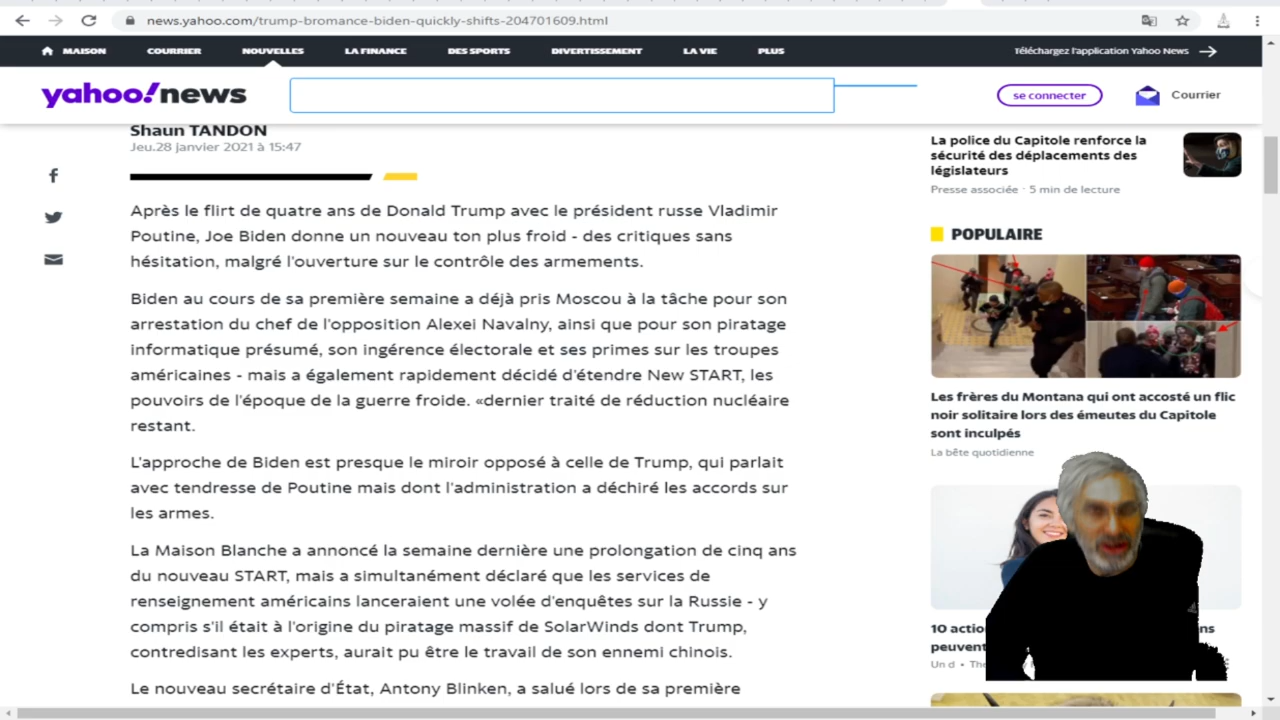 news.yahoo.com/trump-bromance-biden-quickly-shifts-204701609.html
MAISON COURRIER NOUVELLES LA FINANCE DES SPORTS DIVERTISSEMENT LA VIE PLUS Téléchargez l'application Yahoo News
yahoo!news
se connecter
Courrier
Shaun TANDON
Jeu.28 janvier 2021 à 15:47
Après le flirt de quatre ans de Donald Trump avec le président russe Vladimir
Poutine, Joe Biden donne un nouveau ton plus froid - des critiques sans
hésitation, malgré l'ouverture sur le contrôle des armements.
Biden au cours de sa première semaine a déjà pris Moscou à la tâche pour son
arrestation du chef de l'opposition Alexei Navalny, ainsi que pour son piratage
informatique présumé, son ingérence électorale et ses primes sur les troupes
américaines - mais a également rapidement décidé d'étendre New START, les
pouvoirs de l'époque de la guerre froide. «dernier traité de réduction nucléaire
restant.
L'approche de Biden est presque le miroir opposé à celle de Trump, qui parlait
avec tendresse de Poutine mais dont l'administration a déchiré les accords sur
les armes.
La Maison Blanche a annoncé la semaine dernière une prolongation de cinq ans
du nouveau START, mais a simultanément déclaré que les services de
renseignement américains lanceraient une volée d'enquêtes sur la Russie - y
compris s'il était à l'origine du piratage massif de SolarWinds dont Trump,
contredisant les experts, aurait pu être le travail de son ennemi chinois.
Le nouveau secrétaire d'État, Antony Blinken, a salué lors de sa première
La police du Capitole renforce la
sécurité des déplacements des
législateurs
Presse associée · 5 min de lecture
POPULAIRE
Les frères du Montana qui ont accosté un flic
noir solitaire lors des émeutes du Capitole
sont inculpés
La bête quotidienne
10 actio ns
peuvent
Un d • The